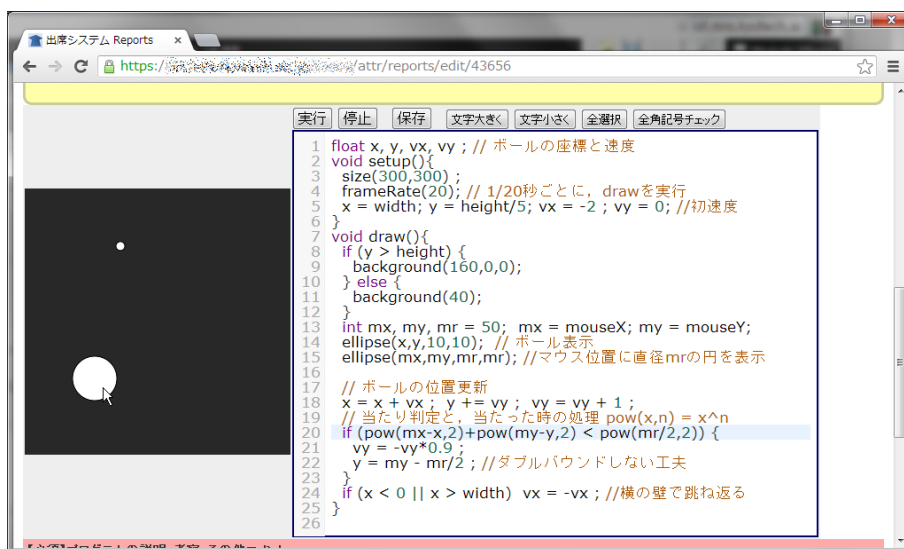 出席システム Reports ×
https:// /attr/reports/edit/43656
実行 停止 保存 文字大きく 文字小さく 全選択 全角記号チェック
1 float x, y, vx, vy ; // ボールの座標と速度
2 void setup(){
3 size(300,300) ;
4 frameRate(20); // 1/20秒ごとに，drawを実行
5 x = width; y = height/5; vx = -2 ; vy = 0; //初速度
6 }
7 void draw(){
8 if (y > height) {
9 background(160,0,0);
10 } else {
11 background(40);
12 }
13 int mx, my, mr = 50; mx = mouseX; my = mouseY;
14 ellipse(x,y,10,10); // ボール表示
15 ellipse(mx,my,mr,mr); //マウス位置に直径mrの円を表示
16
17 // ボールの位置更新
18 x = x + vx ; y += vy ; vy = vy + 1 ;
19 // 当たり判定と，当たった時の処理 pow(x,n) = x^n
20 if (pow(mx-x,2)+pow(my-y,2) < pow(mr/2,2)) {
21 vy = -vy*0.9 ;
22 y = my - mr/2 ; //ダブルバウンドしない工夫
23 }
24 if (x < 0 || x > width) vx = -vx ; //横の壁で跳ね返る
25 }
26